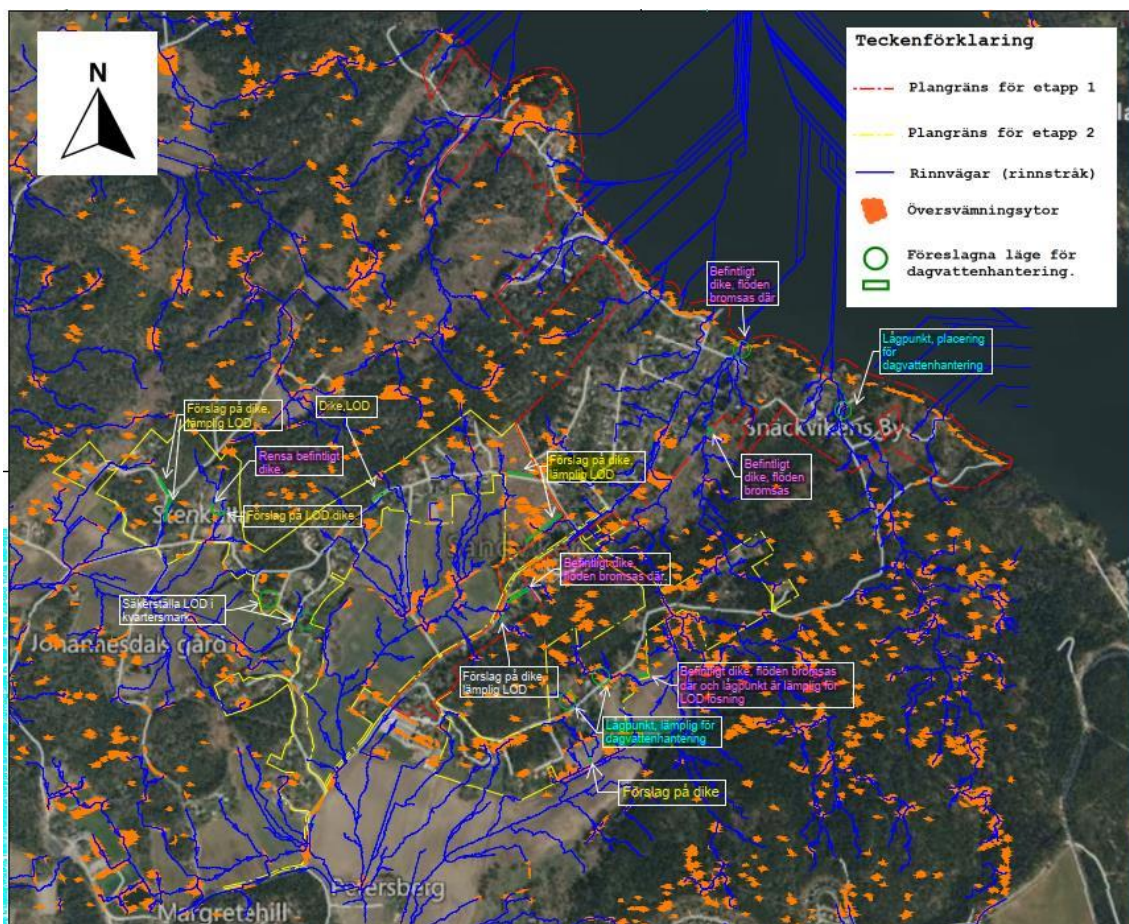 N
Teckenförklaring
Plangräns för etapp 1
Plangräns för etapp 2
Rinnvägar (rinnstråk)
Översvämningsytor
Föreslagna läge för
dagvattenhantering.
Befintligt
dike, flöden
bromsas där
Lågpunkt, placering
för
dagvattenhantering
Förslag på dike,
lämplig LOD
Dike,LOD
Rensa befintligt
dike,
Förslag på dike,
lämplig LOD
Snäckvikens By
Befintligt
dike, flöden
bromsas
Förslag på LOD dike
Befintligt dike,
flöden bromsas där,
Säkerställa LOD i
kvartersmark.
Johannesdals gård
Förslag på dike,
lämplig LOD
Befintligt dike, flöden bromsas
där och lågpunkt är lämplig för
LOD lösning
Lågpunkt, lämplig för
dagvattenhantering
Förslag på dike
Petersberg
Margretehill